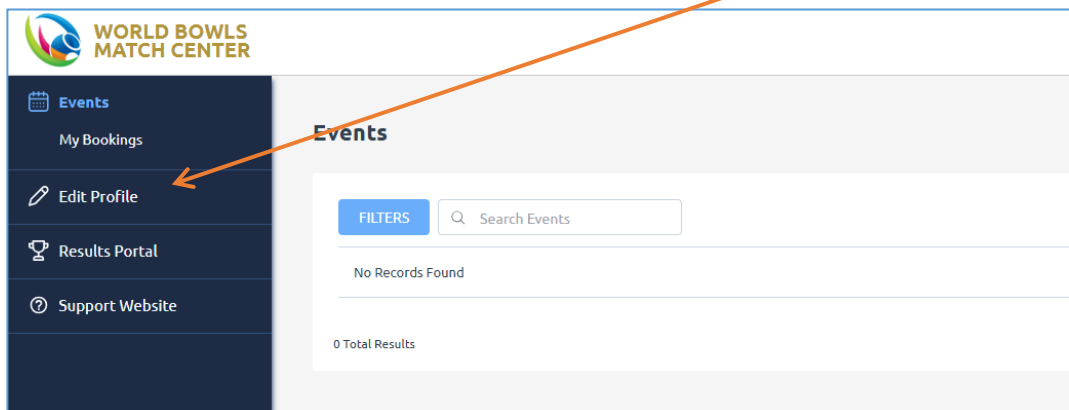 WORLD BOWLS
MATCH CENTER
Events
My Bookings
Edit Profile
Results Portal
Support Website
Events
FILTERS
Search Events
No Records Found
0 Total Results